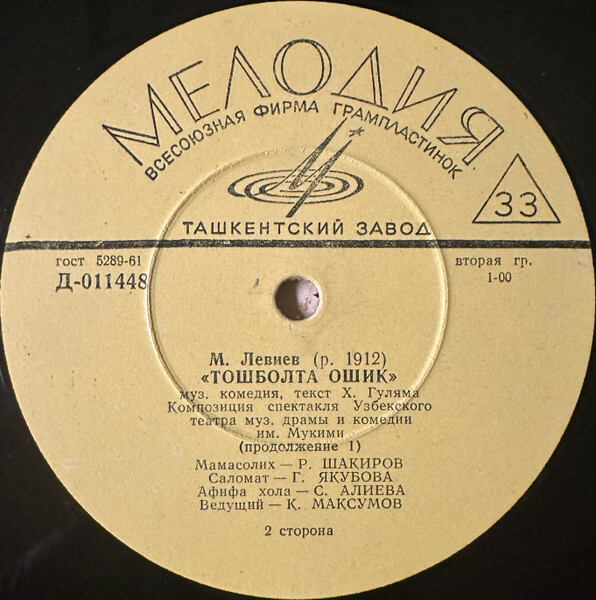 МЕЛОДИЯ
ВСЕСОЮЗНАЯ ФИРМА ГРАМПЛАСТИНОК
33
ТАШКЕНТСКИЙ ЗАВОД
гост 5289-61
вторая гр.
Д-011448
1-00
М. Левиев (р. 1912)
«ТОШБОЛТА ОШИК»
муз. комедия, текст Х. Гуляма
Композиция спектакля Узбекского
театра муз. драмы и комедии
им. Мукими
(продолжение 1)
Мамасолих — Р. ШАКИРОВ
Саломат — Г. ЯКУБОВА
Афифа хола — С. АЛИЕВА
Ведущий — К. МАКСУМОВ
2 сторона